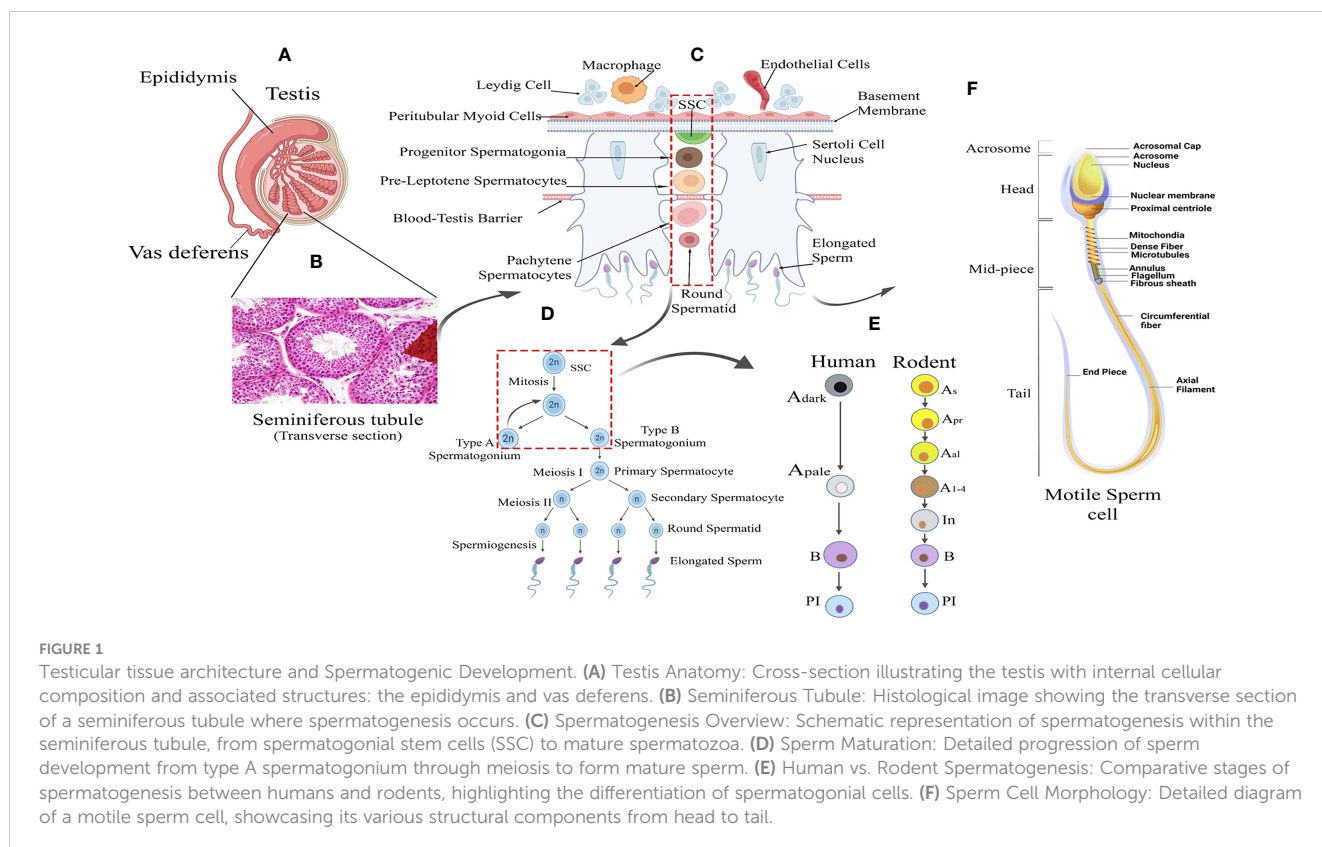 A
Epididymis
Testis
Vas deferens
B
Seminiferous tubule
(Transverse section)
C
Macrophage
Endothelial Cells
Leydig Cell
SSC
Basement
Membrane
Peritubular Myoid Cells
Progenitor Spermatogonia
Sertoli Cell
Nucleus
Pre-Leptotene Spermatocytes
Blood-Testis Barrier
Pachytene
Spermatocytes
Elongated
Sperm
Round
Spermatid
D
2n
SSC
Mitosis
2n
2n
Type A
Spermatogonium
2n
Type B
Spermatogonium
Meiosis I
2n
Primary Spermatocyte
Meiosis II
n
n
Secondary Spermatocyte
n
n
n
n
Round Spermatid
Spermiogenesis
Elongated Sperm
E
Human
Rodent
Adark
As
Apr
Aal
Apale
A1-4
In
B
B
PI
PI
F
Acrosome
Acrosomal Cap
Acrosome
Nucleus
Head
Nuclear membrane
Proximal centriole
Mitochondia
Dense Fiber
Microtubules
Mid-piece
Annulus
Flagellum
Fibrous sheath
Circumferential
fiber
End Piece
Axial
Filament
Tail
Motile Sperm
cell
FIGURE 1
Testicular tissue architecture and Spermatogenic Development. (A) Testis Anatomy: Cross-section illustrating the testis with internal cellular
composition and associated structures: the epididymis and vas deferens. (B) Seminiferous Tubule: Histological image showing the transverse section
of a seminiferous tubule where spermatogenesis occurs. (C) Spermatogenesis Overview: Schematic representation of spermatogenesis within the
seminiferous tubule, from spermatogonial stem cells (SSC) to mature spermatozoa. (D) Sperm Maturation: Detailed progression of sperm
development from type A spermatogonium through meiosis to form mature sperm. (E) Human vs. Rodent Spermatogenesis: Comparative stages of
spermatogenesis between humans and rodents, highlighting the differentiation of spermatogonial cells. (F) Sperm Cell Morphology: Detailed diagram
of a motile sperm cell, showcasing its various structural components from head to tail.